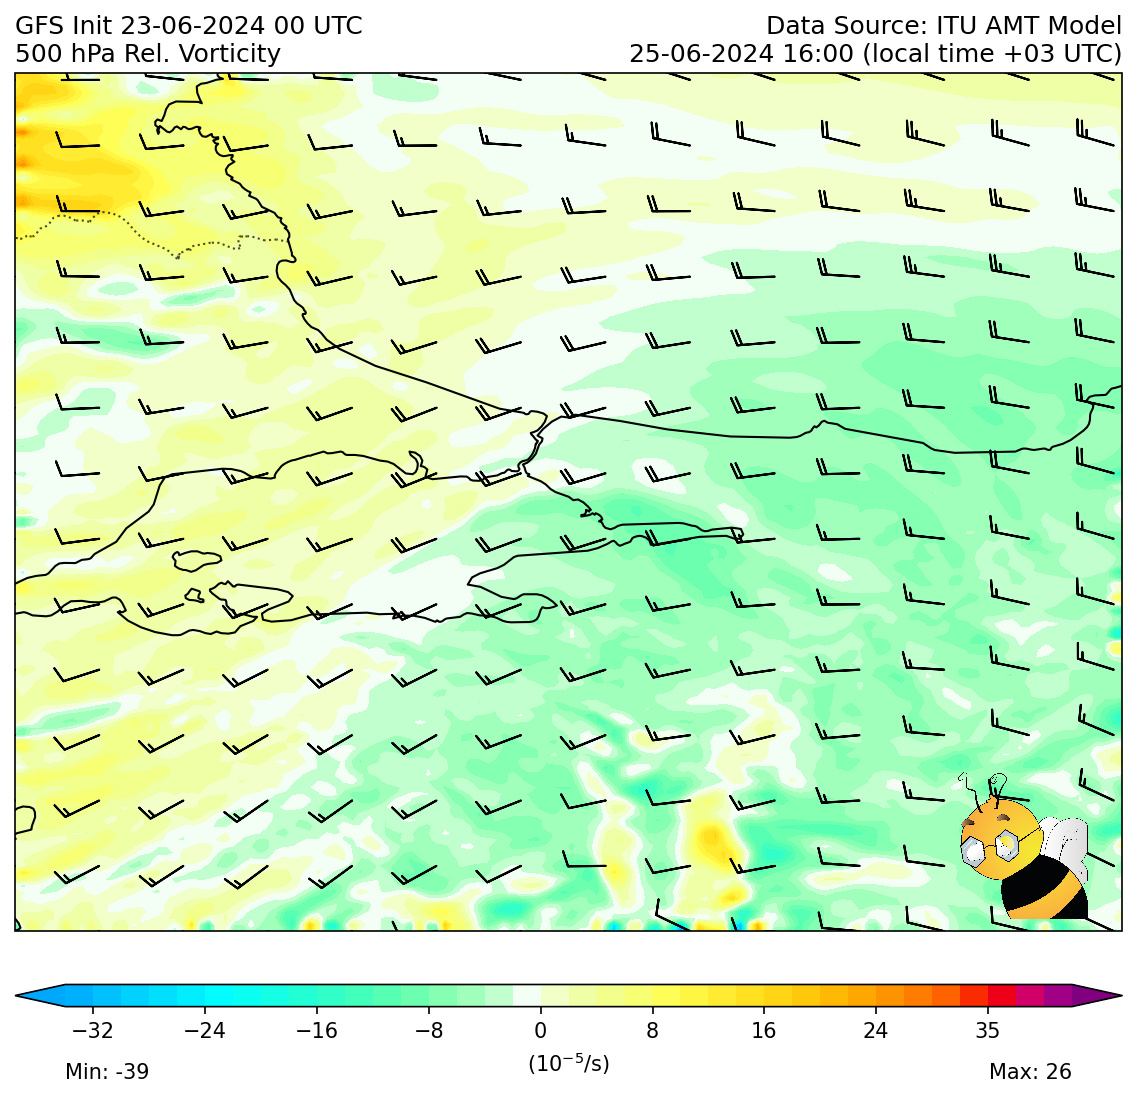 GFS Init 23-06-2024 00 UTC
Data Source: ITU AMT Model
500 hPa Rel. Vorticity
25-06-2024 16:00 (local time +03 UTC)
−32 −24 −16 −8 0 8 16 24 35
(10⁻⁵/s)
Min: -39
Max: 26